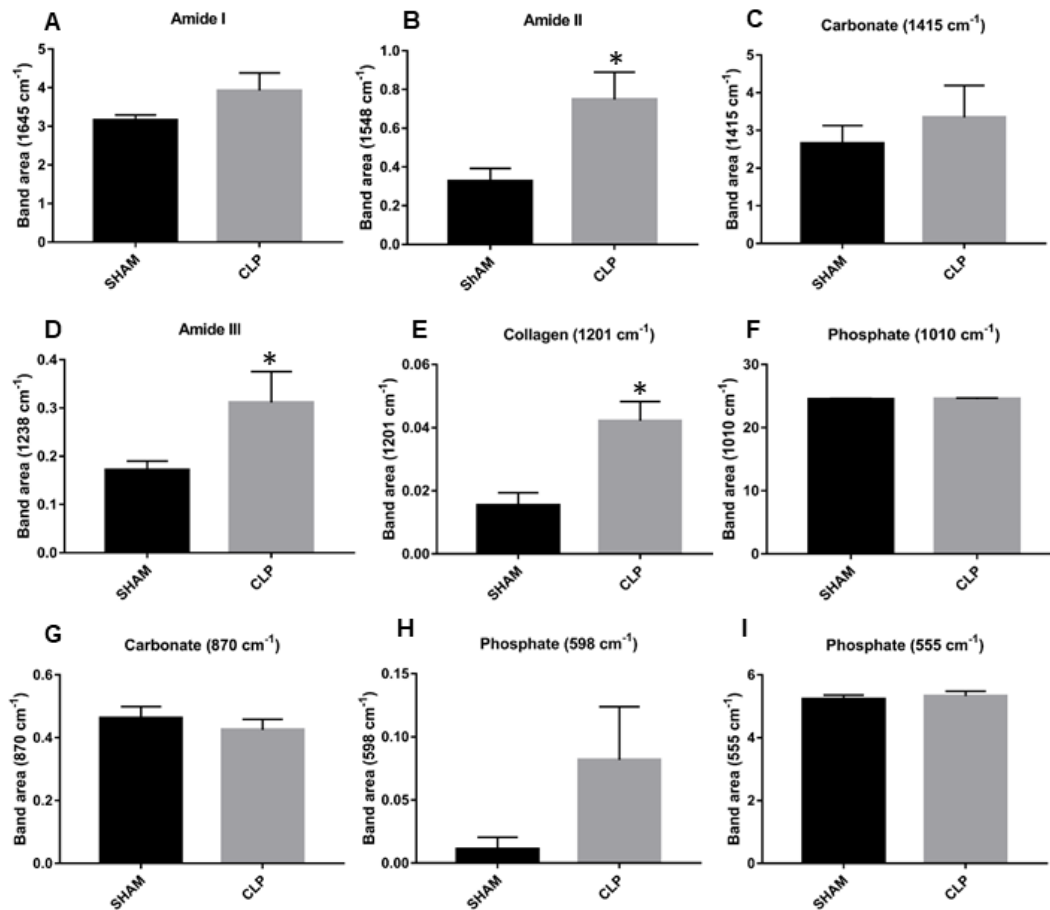 A
Amide I
Band area (1645 cm⁻¹)
5
4
3
2
1
0
SHAM
CLP
B
Amide II
Band area (1548 cm⁻¹)
1.0
0.8
0.6
0.4
0.2
0.0
*
ShAM
CLP
C
Carbonate (1415 cm⁻¹)
Band area (1415 cm⁻¹)
5
4
3
2
1
0
SHAM
CLP
D
Amide III
Band area (1238 cm⁻¹)
0.4
0.3
0.2
0.1
0.0
*
SHAM
CLP
E
Collagen (1201 cm⁻¹)
Band area (1201 cm⁻¹)
0.06
0.04
0.02
0.00
*
SHAM
CLP
F
Phosphate (1010 cm⁻¹)
Band area (1010 cm⁻¹)
30
20
10
0
SHAM
CLP
G
Carbonate (870 cm⁻¹)
Band area (870 cm⁻¹)
0.6
0.4
0.2
0.0
SHAM
CLP
H
Phosphate (598 cm⁻¹)
Band area (598 cm⁻¹)
0.15
0.10
0.05
0.00
SHAM
CLP
I
Phosphate (555 cm⁻¹)
Band area (555 cm⁻¹)
6
4
2
0
SHAM
CLP